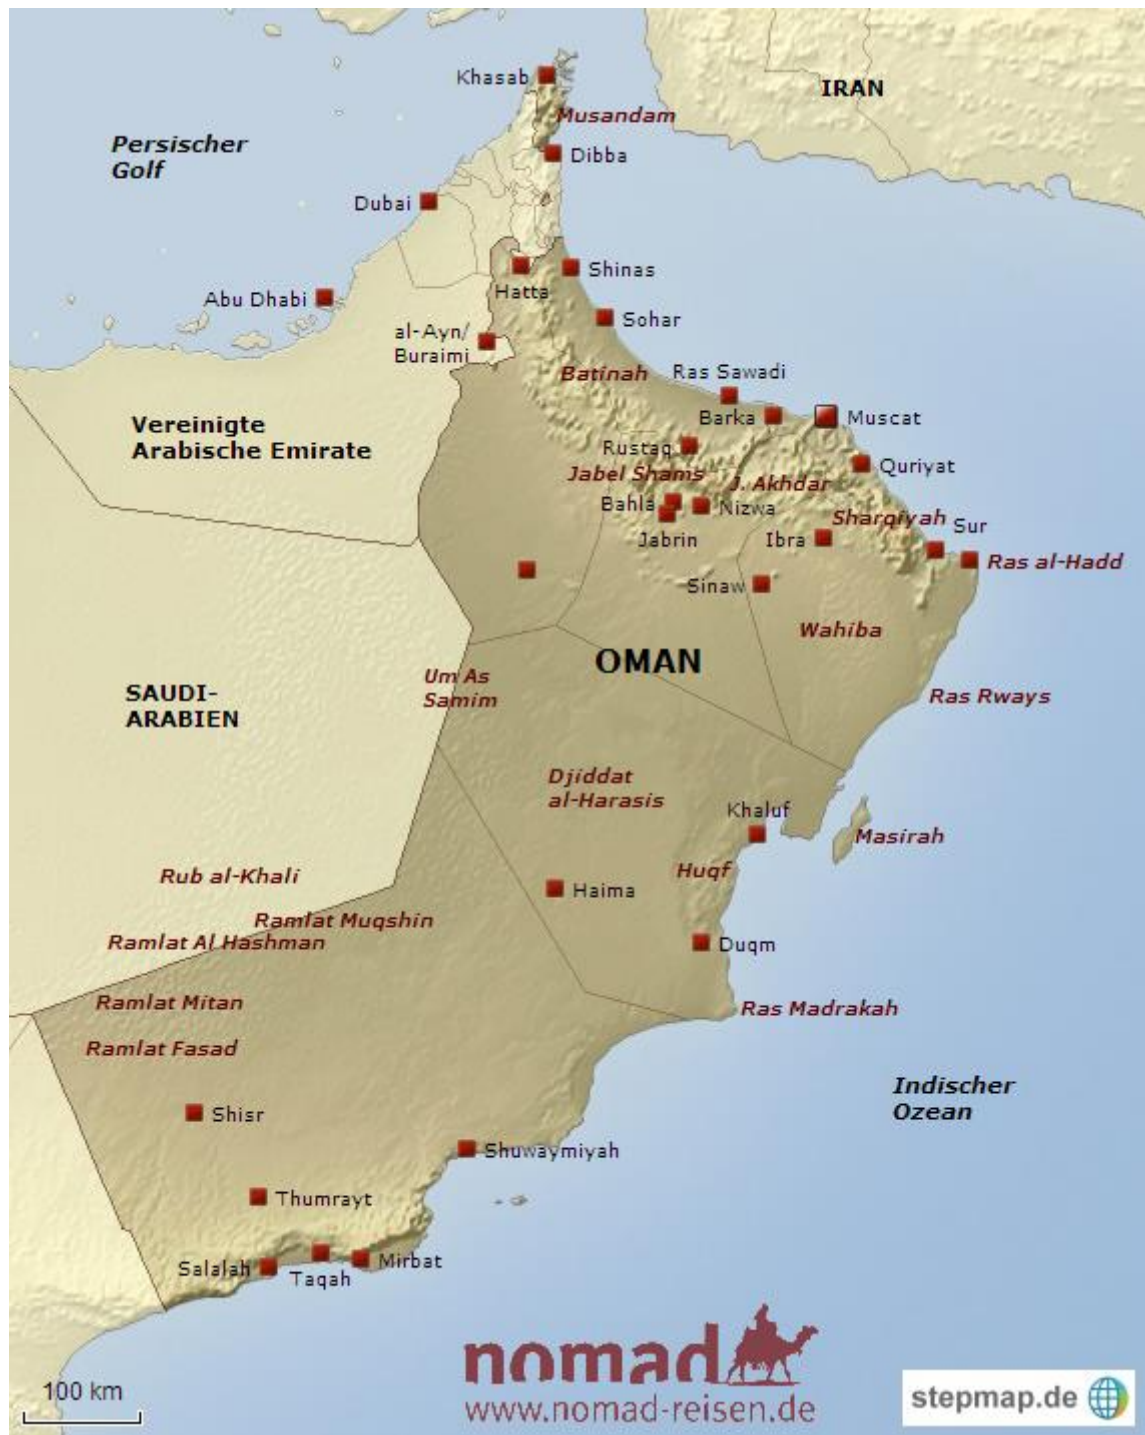 Khasab
IRAN
Musandam
Persischer
Golf
Dibba
Dubai
Shinas
Hatta
Abu Dhabi
Sohar
al-Ayn/
Buraimi
Batinah
Ras Sawadi
Vereinigte
Arabische Emirate
Barka
Muscat
Rustaq
Quriyat
Jabel Shams
J. Akhdar
Bahla
Nizwa
Sharqiyah
Sur
Jabrin
Ibra
Ras al-Hadd
Sinaw
Wahiba
OMAN
Um As
Samim
SAUDI-
ARABIEN
Ras Rways
Djiddat
al-Harasis
Khaluf
Masirah
Huqf
Rub al-Khali
Haima
Ramlat Muqshin
Ramlat Al Hashman
Duqm
Ramlat Mitan
Ras Madrakah
Ramlat Fasad
Indischer
Ozean
Shisr
Shuwaymiyah
Thumrayt
Salalah
Taqah
Mirbat
nomad
www.nomad-reisen.de
100 km
stepmap.de